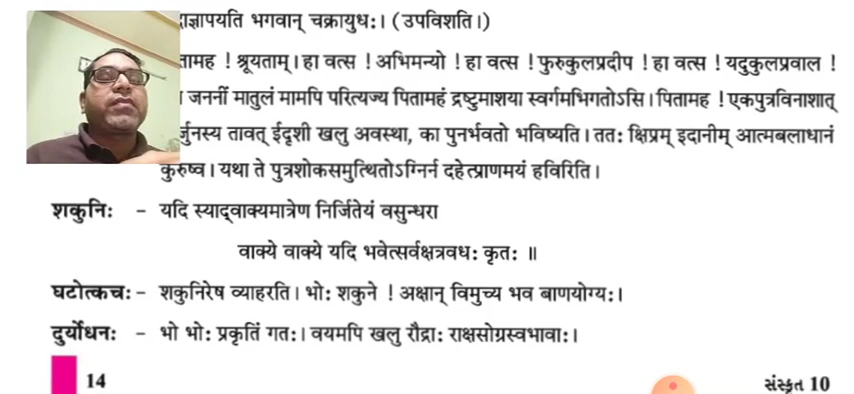 दाज्ञापयति भगवान् चक्रायुधः। (उपविशति।)
तामह ! श्रूयताम्। हा वत्स ! अभिमन्यो ! हा वत्स ! फुरुकुलप्रदीप ! हा वत्स ! यदुकुलप्रवाल !
जननीं मातुलं मामपि परित्यज्य पितामहं द्रष्टुमाशया स्वर्गमभिगतोऽसि। पितामह ! एकपुत्रविनाशात्
र्जुनस्य तावत् ईदृशी खलु अवस्था, का पुनर्भवतो भविष्यति। ततः क्षिप्रम् इदानीम् आत्मबलाधानं
कुरुष्व। यथा ते पुत्रशोकसमुत्थितोऽग्निर्न दहेत्प्राणमयं हविरिति।
शकुनिः - यदि स्याद्वाक्यमात्रेण निर्जितेयं वसुन्धरा
वाक्ये वाक्ये यदि भवेत्सर्वक्षत्रवधः कृतः ॥
घटोत्कचः - शकुनिरेष व्याहरति। भोः शकुने ! अक्षान् विमुच्य भव बाणयोग्यः।
दुर्योधनः - भो भोः प्रकृतिं गतः। वयमपि खलु रौद्राः राक्षसोग्रस्वभावाः।
14 સંસ્કૃત 10